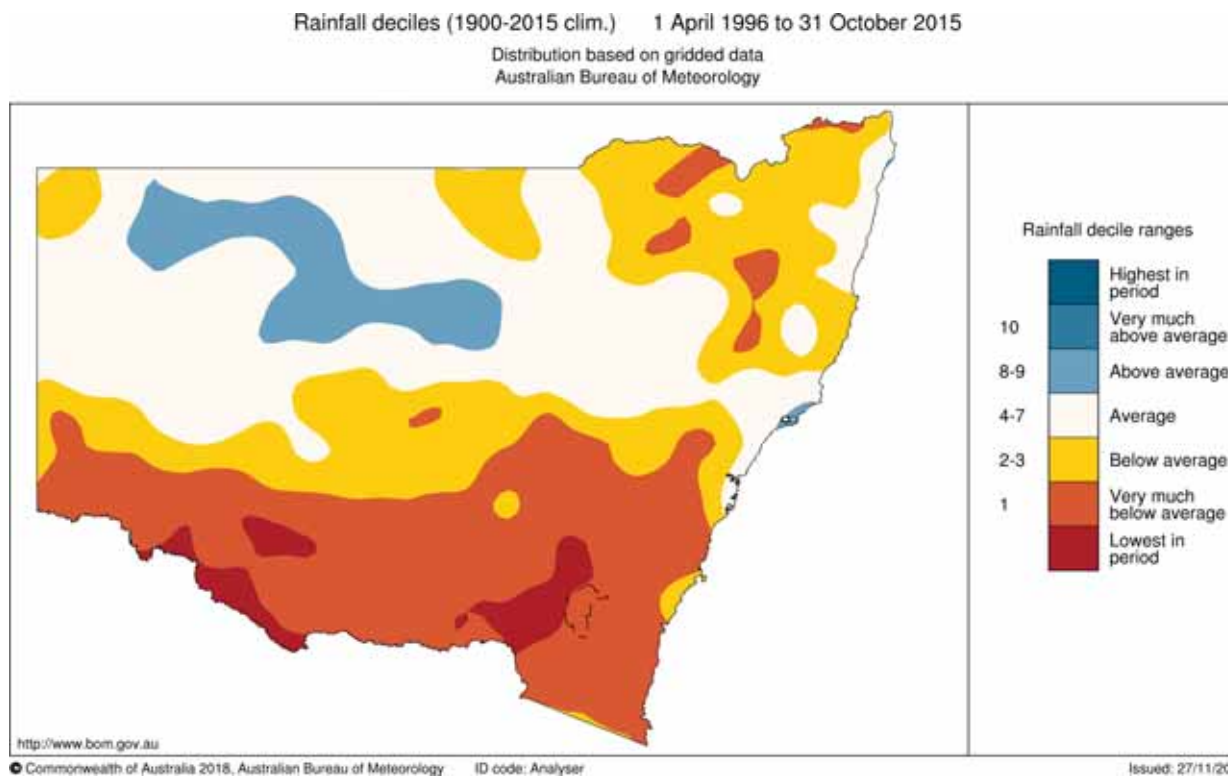 Rainfall deciles (1900-2015 clim.) 1 April 1996 to 31 October 2015
Distribution based on gridded data
Australian Bureau of Meteorology
Rainfall decile ranges
Highest in
period
10 Very much
above average
8-9 Above average
4-7 Average
2-3 Below average
1 Very much
below average
Lowest in
period
http://www.bom.gov.au
© Commonwealth of Australia 2018, Australian Bureau of Meteorology ID code: Analyser Issued: